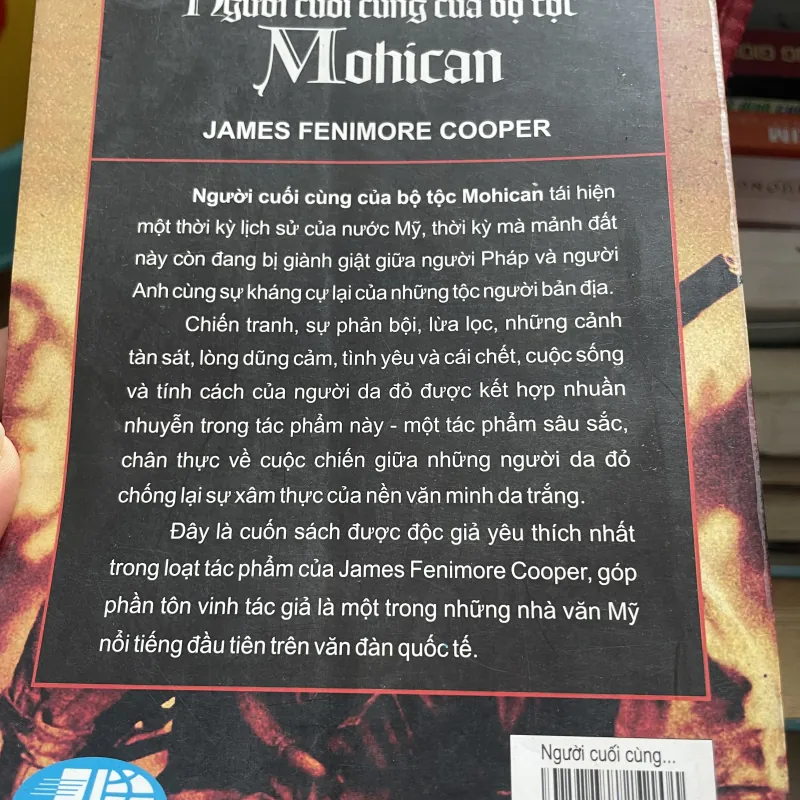 Người cuối cùng của bộ tộc
Mohican
JAMES FENIMORE COOPER
Người cuối cùng của bộ tộc Mohican tái hiện
một thời kỳ lịch sử của nước Mỹ, thời kỳ mà mảnh đất
này còn đang bị giành giật giữa người Pháp và người
Anh cùng sự kháng cự lại của những tộc người bản địa.
Chiến tranh, sự phản bội, lừa lọc, những cảnh
tàn sát, lòng dũng cảm, tình yêu và cái chết, cuộc sống
và tính cách của người da đỏ được kết hợp nhuần
nhuyễn trong tác phẩm này - một tác phẩm sâu sắc,
chân thực về cuộc chiến giữa những người da đỏ
chống lại sự xâm thực của nền văn minh da trắng.
Đây là cuốn sách được độc giả yêu thích nhất
trong loạt tác phẩm của James Fenimore Cooper, góp
phần tôn vinh tác giả là một trong những nhà văn Mỹ
nổi tiếng đầu tiên trên văn đàn quốc tế.
Người cuối cùng...